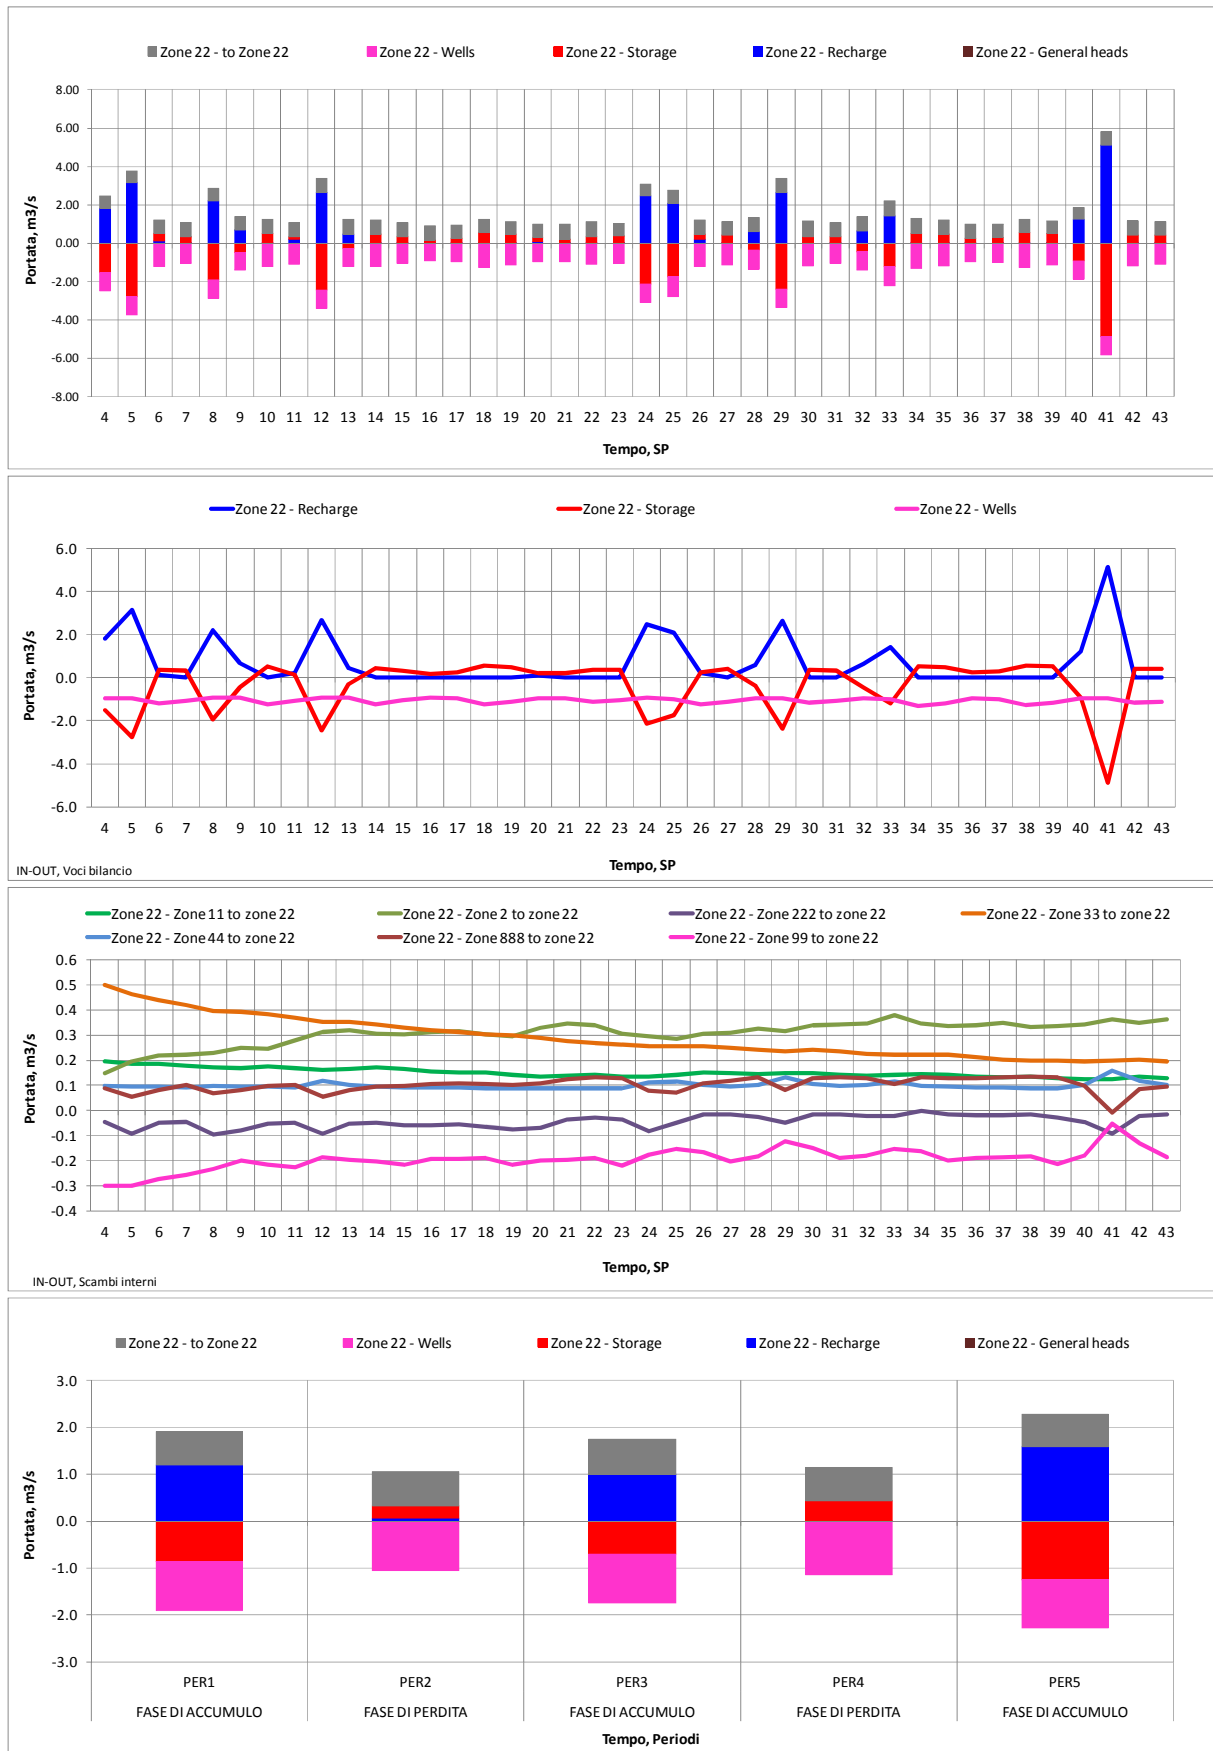 Zone 22 - to Zone 22 Zone 22 - Wells Zone 22 - Storage Zone 22 - Recharge Zone 22 - General heads
8.00
6.00
4.00
2.00
0.00
-2.00
-4.00
-6.00
-8.00
Portata, m3/s
4 5 6 7 8 9 10 11 12 13 14 15 16 17 18 19 20 21 22 23 24 25 26 27 28 29 30 31 32 33 34 35 36 37 38 39 40 41 42 43
Tempo, SP
Zone 22 - Recharge Zone 22 - Storage Zone 22 - Wells
6.0
4.0
2.0
0.0
-2.0
-4.0
-6.0
Portata, m3/s
4 5 6 7 8 9 10 11 12 13 14 15 16 17 18 19 20 21 22 23 24 25 26 27 28 29 30 31 32 33 34 35 36 37 38 39 40 41 42 43
Tempo, SP
IN-OUT, Voci bilancio
Zone 22 - Zone 11 to zone 22 Zone 22 - Zone 2 to zone 22 Zone 22 - Zone 222 to zone 22 Zone 22 - Zone 33 to zone 22
Zone 22 - Zone 44 to zone 22 Zone 22 - Zone 888 to zone 22 Zone 22 - Zone 99 to zone 22
0.6
0.5
0.4
0.3
0.2
0.1
0.0
-0.1
-0.2
-0.3
-0.4
Portata, m3/s
4 5 6 7 8 9 10 11 12 13 14 15 16 17 18 19 20 21 22 23 24 25 26 27 28 29 30 31 32 33 34 35 36 37 38 39 40 41 42 43
Tempo, SP
IN-OUT, Scambi interni
Zone 22 - to Zone 22 Zone 22 - Wells Zone 22 - Storage Zone 22 - Recharge Zone 22 - General heads
3.0
2.0
1.0
0.0
-1.0
-2.0
-3.0
Portata, m3/s
PER1 PER2 PER3 PER4 PER5
FASE DI ACCUMULO FASE DI PERDITA FASE DI ACCUMULO FASE DI PERDITA FASE DI ACCUMULO
Tempo, Periodi